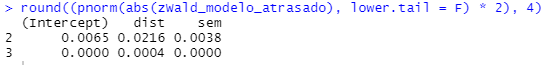 > round((pnorm(abs(zWald_modelo_atrasado), lower.tail = F) * 2), 4)
(Intercept) dist sem
2 0.0065 0.0216 0.0038
3 0.0000 0.0004 0.0000